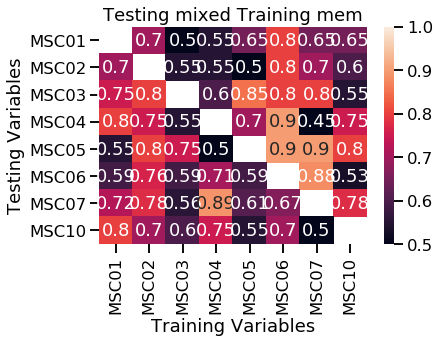 Testing mixed Training mem
Testing Variables
MSC01 0.7 0.5 0.55 0.65 0.8 0.65 0.65
MSC02 0.7 0.55 0.55 0.5 0.8 0.7 0.6
MSC03 0.75 0.8 0.6 0.85 0.8 0.8 0.55
MSC04 0.8 0.75 0.55 0.7 0.9 0.45 0.75
MSC05 0.55 0.8 0.75 0.5 0.9 0.9 0.8
MSC06 0.59 0.76 0.59 0.71 0.59 0.88 0.53
MSC07 0.72 0.78 0.56 0.89 0.61 0.67 0.78
MSC10 0.8 0.7 0.6 0.75 0.55 0.7 0.5
MSC01 MSC02 MSC03 MSC04 MSC05 MSC06 MSC07 MSC10
Training Variables
1.0
0.9
0.8
0.7
0.6
0.5